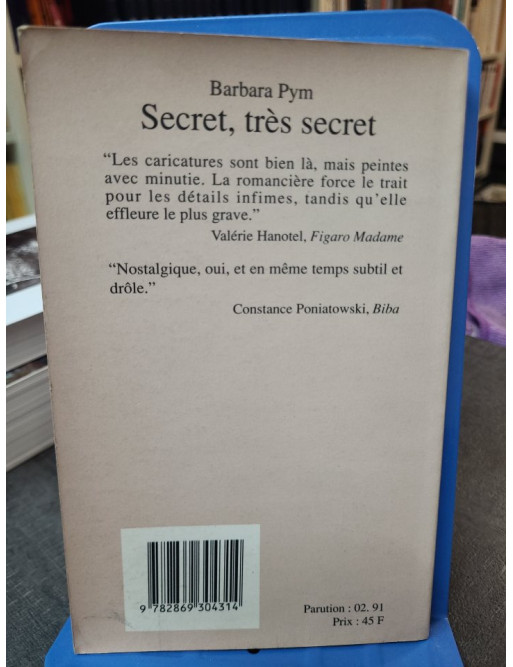 Barbara Pym
Secret, très secret
“Les caricatures sont bien là, mais peintes
avec minutie. La romancière force le trait
pour les détails infimes, tandis qu’elle
effleure le plus grave.”
Valérie Hanotel, Figaro Madame
“Nostalgique, oui, et en même temps subtil et
drôle.”
Constance Poniatowski, Biba
9 782869 304314
Parution : 02. 91
Prix : 45 F